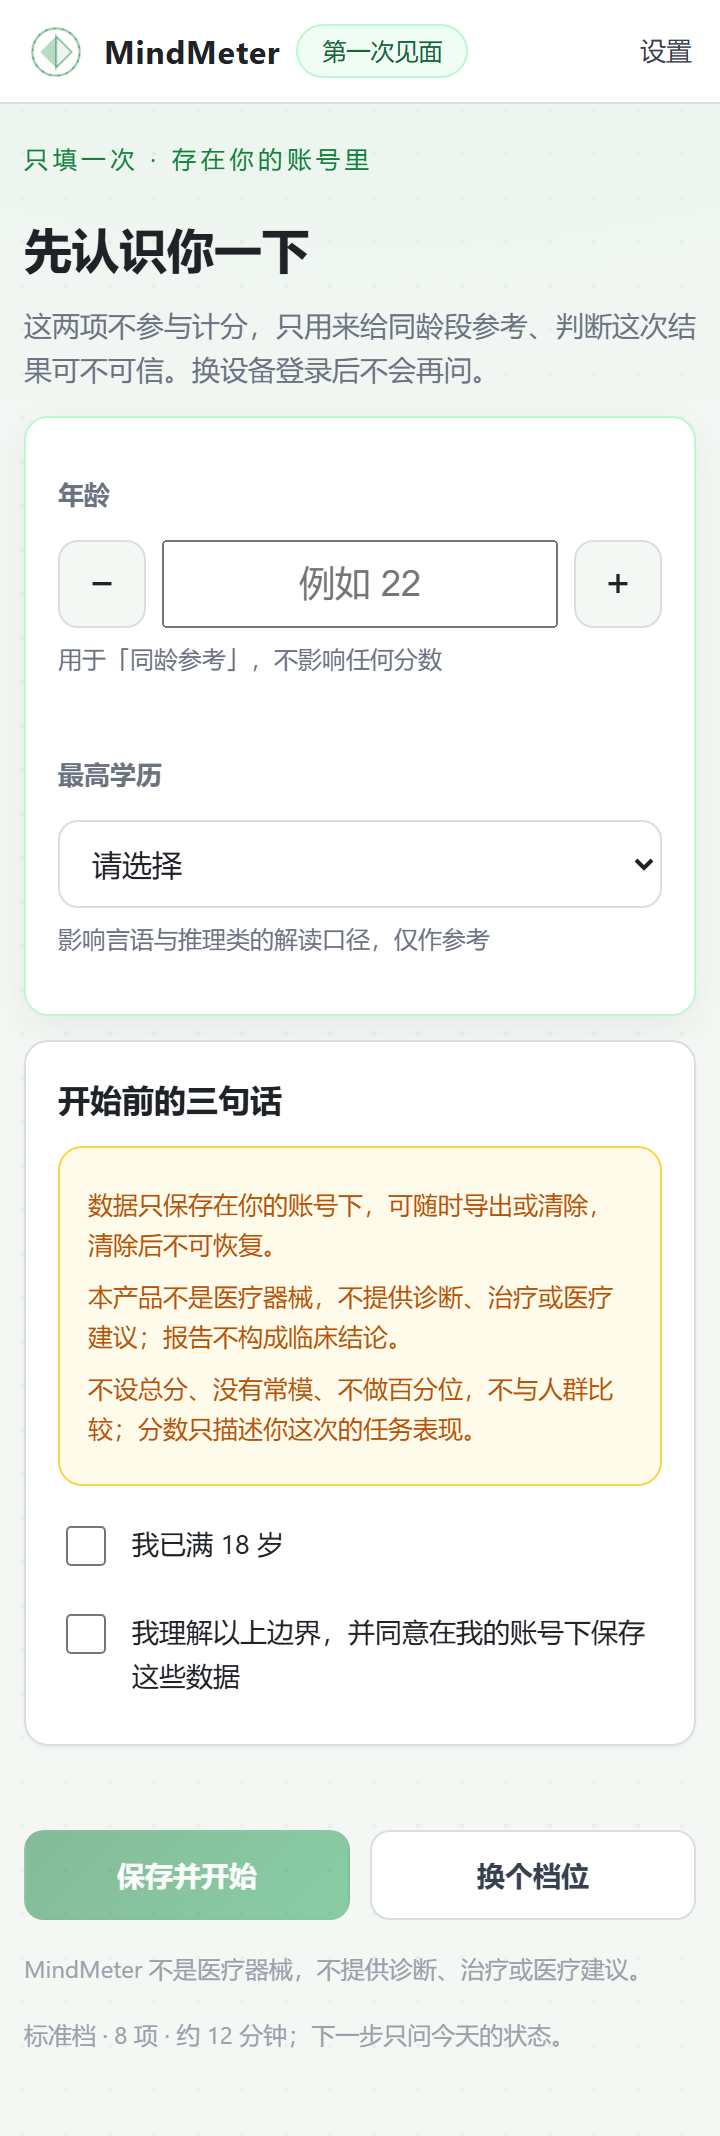 MindMeter 第一次见面 设置
只填一次 · 存在你的账号里
先认识你一下
这两项不参与计分，只用来给同龄段参考、判断这次结
果可不可信。换设备登录后不会再问。
年龄
− 例如 22 +
用于「同龄参考」，不影响任何分数
最高学历
请选择
影响言语与推理类的解读口径，仅作参考
开始前的三句话
数据只保存在你的账号下，可随时导出或清除，
清除后不可恢复。
本产品不是医疗器械，不提供诊断、治疗或医疗
建议；报告不构成临床结论。
不设总分、没有常模、不做百分位，不与人群比
较；分数只描述你这次的任务表现。
我已满 18 岁
我理解以上边界，并同意在我的账号下保存
这些数据
保存并开始 换个档位
MindMeter 不是医疗器械，不提供诊断、治疗或医疗建议。
标准档 · 8 项 · 约 12 分钟；下一步只问今天的状态。